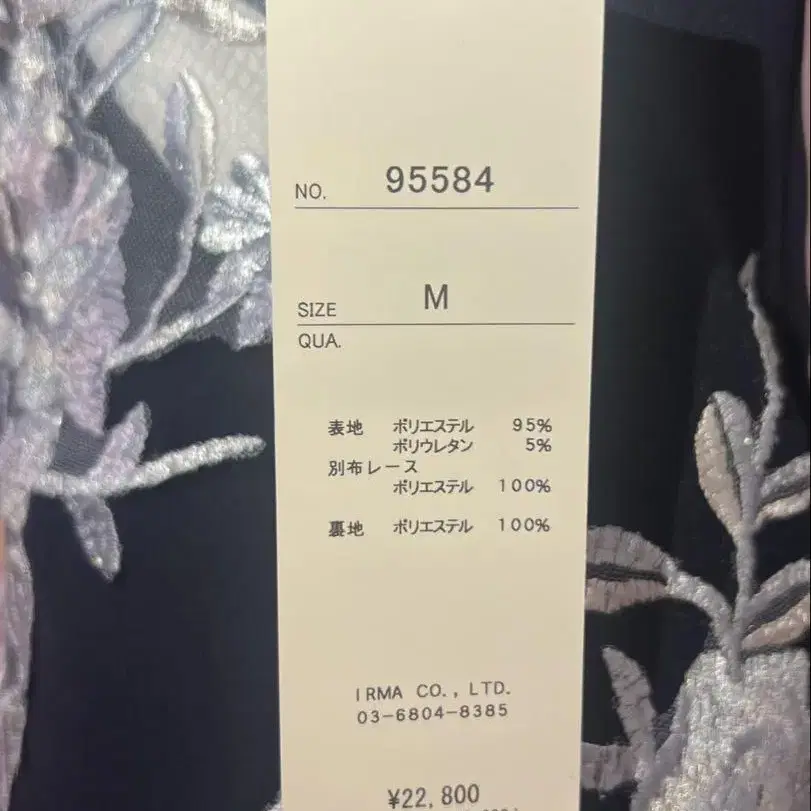 NO. 95584
SIZE M
QUA.
表地 ポリエステル 95%
ポリウレタン 5%
別布レース
ポリエステル 100%
裏地 ポリエステル 100%
IRMA CO., LTD.
03-6804-8385
¥22,800